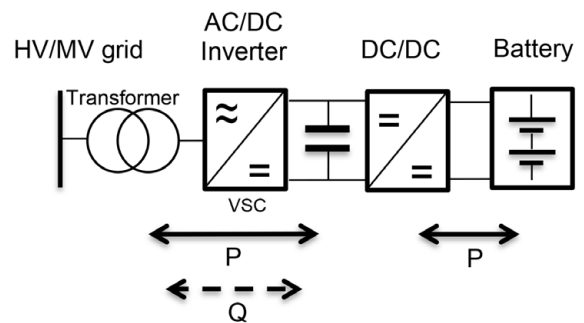 HV/MV grid
AC/DC
Inverter
DC/DC
Battery
Transformer
VSC
P
P
Q